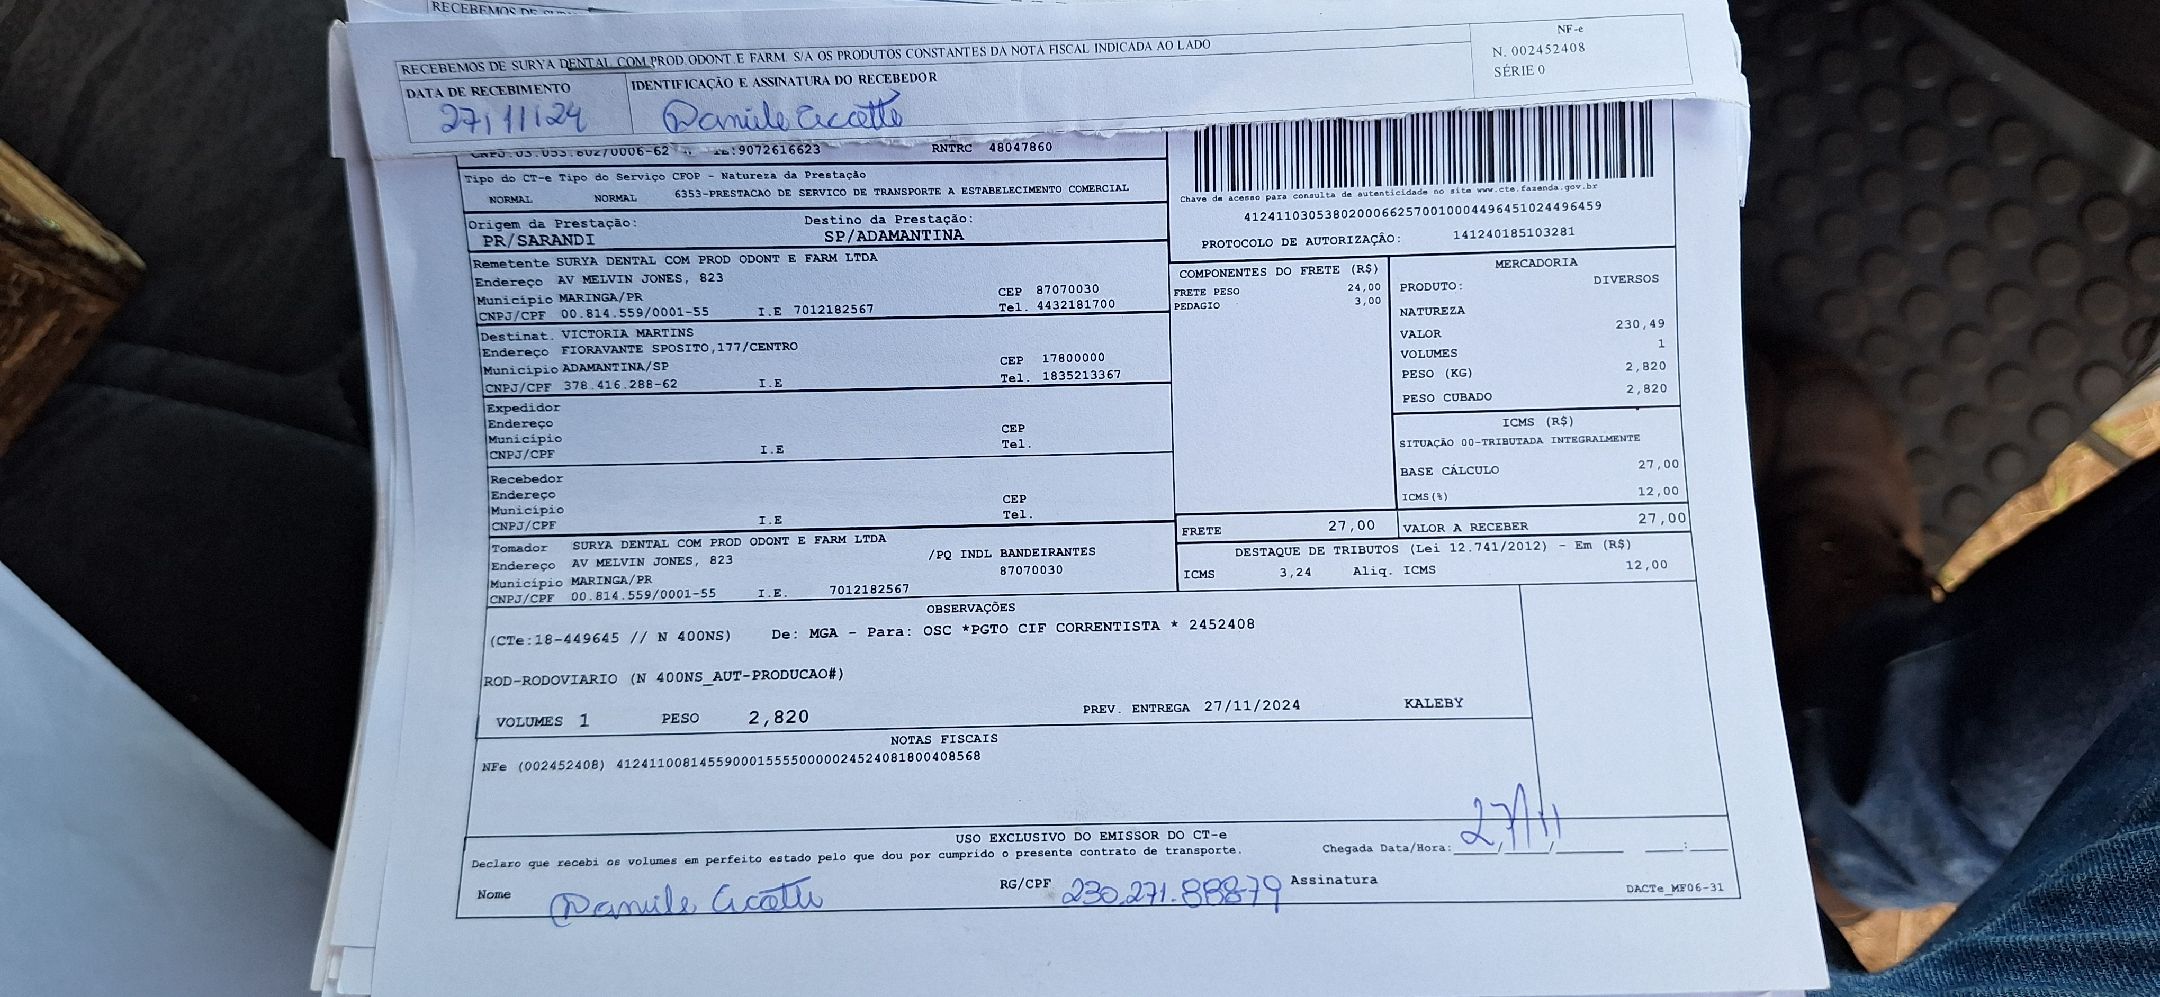 RECEBEMOS DE
RECEBEMOS DE SURYA DENTAL COM PROD ODONT E FARM. S/A OS PRODUTOS CONSTANTES DA NOTA FISCAL INDICADA AO LADO
NF-e
N. 002452408
SÉRIE 0
DATA DE RECEBIMENTO
IDENTIFICAÇÃO E ASSINATURA DO RECEBEDOR
27/11/24
CNPJ:03.053.802/0006-62 IE:9072616623 RNTRC 48047860
Tipo do CT-e Tipo do Serviço CFOP - Natureza da Prestação
NORMAL NORMAL 6353-PRESTACAO DE SERVICO DE TRANSPORTE A ESTABELECIMENTO COMERCIAL
Chave de acesso para consulta de autenticidade no site www.cte.fazenda.gov.br
41241103053802000662570010004496451024496459
PROTOCOLO DE AUTORIZAÇÃO: 141240185103281
Origem da Prestação: Destino da Prestação:
PR/SARANDI SP/ADAMANTINA
Remetente SURYA DENTAL COM PROD ODONT E FARM LTDA
Endereço AV MELVIN JONES, 823
Município MARINGA/PR CEP 87070030
CNPJ/CPF 00.814.559/0001-55 I.E 7012182567 Tel. 4432181700
Destinat. VICTORIA MARTINS
Endereço FIORAVANTE SPOSITO,177/CENTRO
Município ADAMANTINA/SP CEP 17800000
CNPJ/CPF 378.416.288-62 I.E Tel. 1835213367
Expedidor
Endereço
Município CEP
CNPJ/CPF I.E Tel.
Recebedor
Endereço
Município CEP
CNPJ/CPF I.E Tel.
Tomador SURYA DENTAL COM PROD ODONT E FARM LTDA
Endereço AV MELVIN JONES, 823 /PQ INDL BANDEIRANTES
Município MARINGA/PR 87070030
CNPJ/CPF 00.814.559/0001-55 I.E. 7012182567
COMPONENTES DO FRETE (R$)
FRETE PESO 24,00
PEDAGIO 3,00
MERCADORIA
PRODUTO: DIVERSOS
NATUREZA
VALOR 230,49
VOLUMES 1
PESO (KG) 2,820
PESO CUBADO 2,820
ICMS (R$)
SITUAÇÃO 00-TRIBUTADA INTEGRALMENTE
BASE CÁLCULO 27,00
ICMS(%) 12,00
FRETE 27,00 VALOR A RECEBER 27,00
DESTAQUE DE TRIBUTOS (Lei 12.741/2012) - Em (R$)
ICMS 3,24 Aliq. ICMS 12,00
OBSERVAÇÕES
(CTe:18-449645 // N 400NS) De: MGA - Para: OSC *PGTO CIF CORRENTISTA * 2452408
ROD-RODOVIARIO (N 400NS_AUT-PRODUCAO#)
VOLUMES 1 PESO 2,820 PREV. ENTREGA 27/11/2024 KALEBY
NOTAS FISCAIS
NFe (002452408) 41241100814559000155550000024524081800408568
USO EXCLUSIVO DO EMISSOR DO CT-e
Declaro que recebi os volumes em perfeito estado pelo que dou por cumprido o presente contrato de transporte. Chegada Data/Hora: 27/11
Nome RG/CPF 230.271.888-79 Assinatura
DACTe_MF06-31